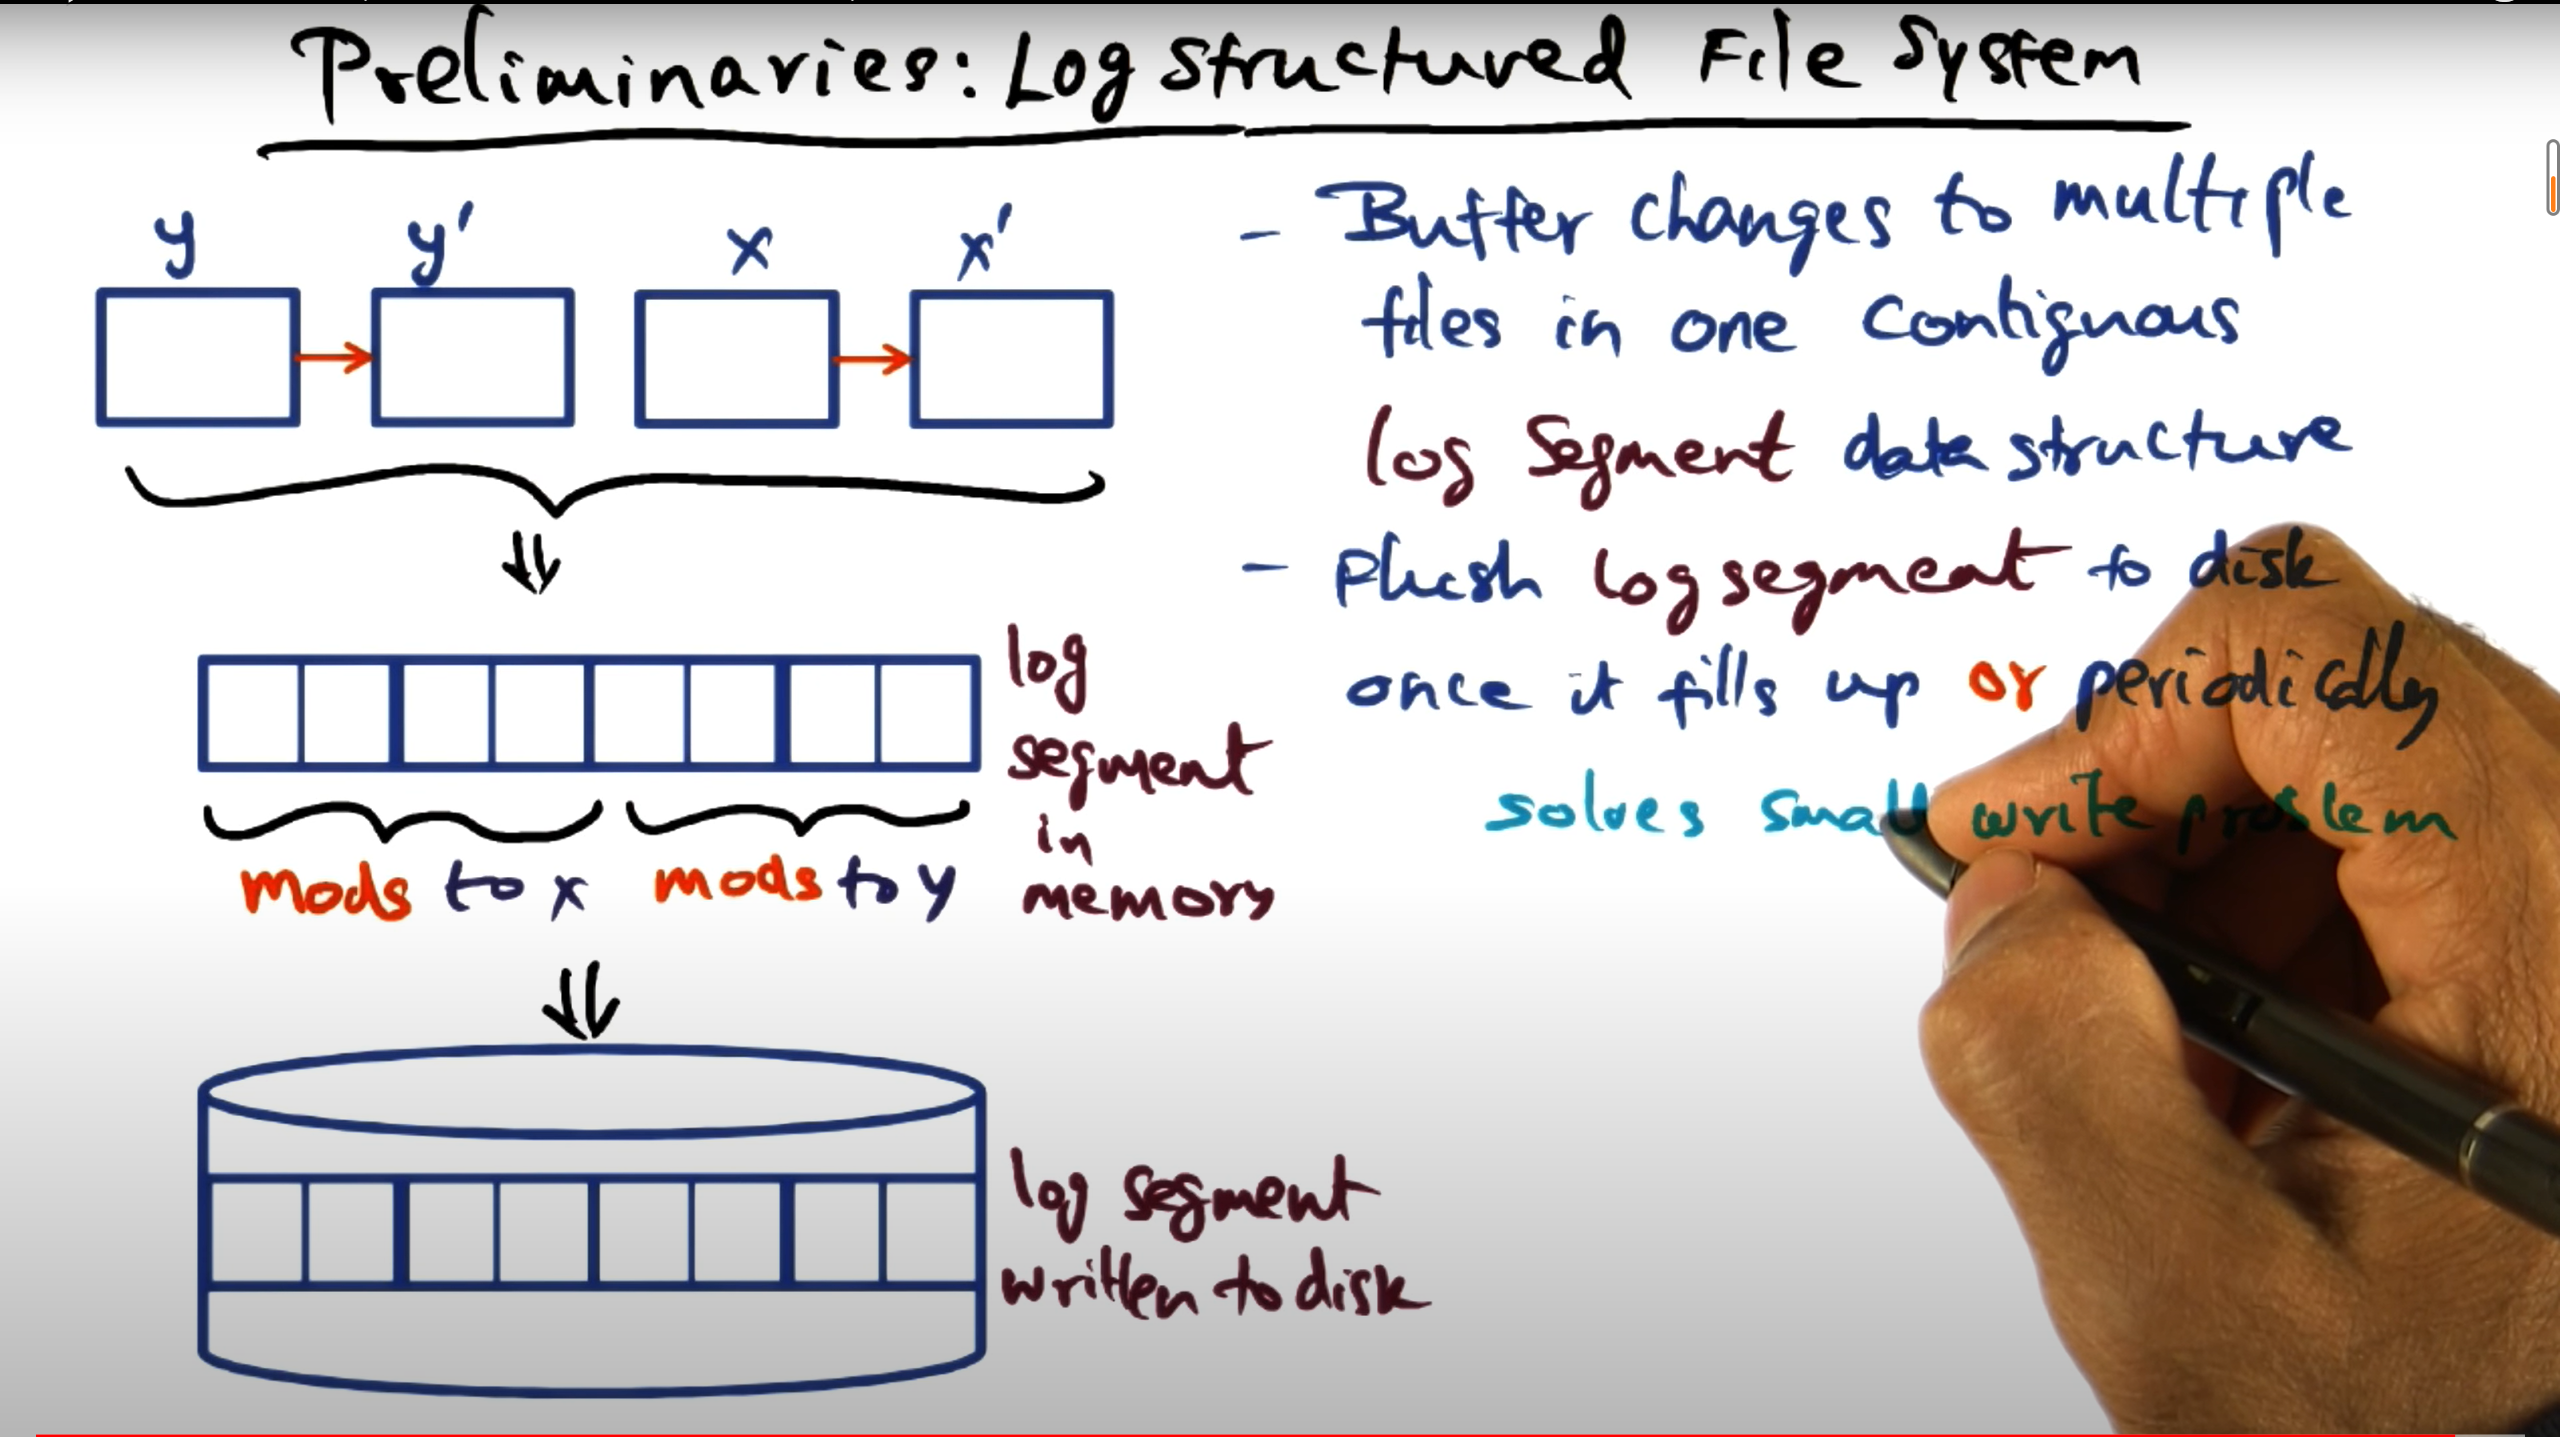 Preliminaries: Log Structured File System
y y' x x'
- Buffer changes to multiple
files in one contiguous
log segment data structure
- Flush log segment to disk
once it fills up or periodically
solves small write problem
log
segment
in
memory
mods to x mods to y
log segment
written to disk